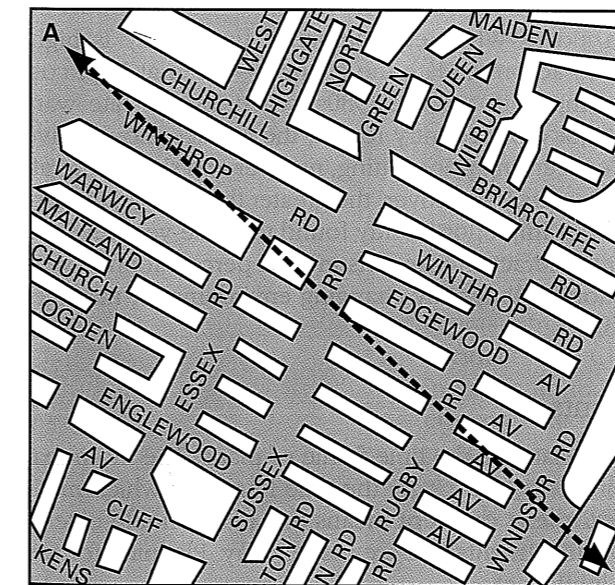 A
MAIDEN
WEST
HIGHGATE
NORTH
GREEN
QUEEN
WILBUR
CHURCHILL
RD
WINTHROP
BRIARCLIFFE
RD
WARWICY
RD
WINTHROP
RD
MAITLAND
RD
EDGEWOOD
AV
CHURCH
RD
OGDEN
ESSEX
RD
AV
RD
ENGLEWOOD
AV
AV
CLIFF
SUSSEX
RUGBY
AV
WINDSOR
AV
TON RD
N RD
RD
KENS